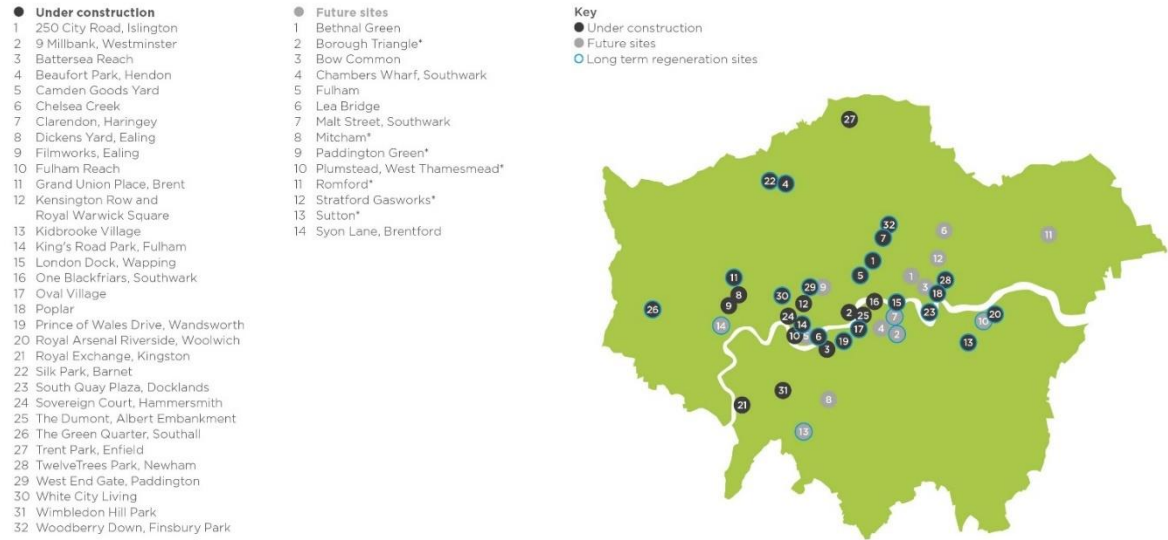 Under construction
1 250 City Road, Islington
2 9 Millbank, Westminster
3 Battersea Reach
4 Beaufort Park, Hendon
5 Camden Goods Yard
6 Chelsea Creek
7 Clarendon, Haringey
8 Dickens Yard, Ealing
9 Filmworks, Ealing
10 Fulham Reach
11 Grand Union Place, Brent
12 Kensington Row and
Royal Warwick Square
13 Kidbrooke Village
14 King's Road Park, Fulham
15 London Dock, Wapping
16 One Blackfriars, Southwark
17 Oval Village
18 Poplar
19 Prince of Wales Drive, Wandsworth
20 Royal Arsenal Riverside, Woolwich
21 Royal Exchange, Kingston
22 Silk Park, Barnet
23 South Quay Plaza, Docklands
24 Sovereign Court, Hammersmith
25 The Dumont, Albert Embankment
26 The Green Quarter, Southall
27 Trent Park, Enfield
28 TwelveTrees Park, Newham
29 West End Gate, Paddington
30 White City Living
31 Wimbledon Hill Park
32 Woodberry Down, Finsbury Park
Future sites
1 Bethnal Green
2 Borough Triangle*
3 Bow Common
4 Chambers Wharf, Southwark
5 Fulham
6 Lea Bridge
7 Malt Street, Southwark
8 Mitcham*
9 Paddington Green*
10 Plumstead, West Thamesmead*
11 Romford*
12 Stratford Gasworks*
13 Sutton*
14 Syon Lane, Brentford
Key
Under construction
Future sites
Long term regeneration sites
27
22 4
32
7
6
11
1
12
5
1
11
29 9
3
28
8
30
18
9
12
26
16
15
20
2
25
23
24
7
10
14
14
4
17
2
10
5
6
19
13
3
31
8
21
13